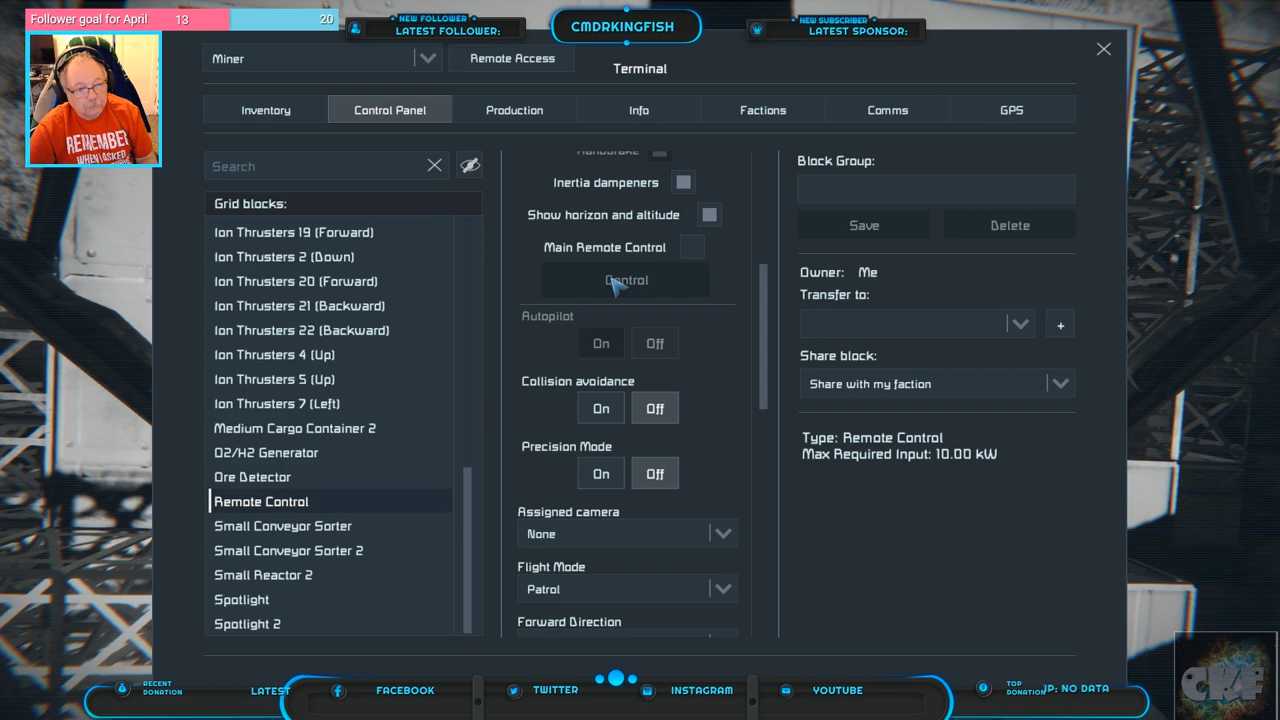 Follower goal for April 13 20
NEW FOLLOWER
LATEST FOLLOWER:
CMDRKINGFISH
NEW SUBSCRIBER
LATEST SPONSOR:
Miner
Remote Access
Terminal
Inventory
Control Panel
Production
Info
Factions
Comms
GPS
REMEMBER
WHEN I ASKED
Search
Grid blocks:
Ion Thrusters 19 (Forward)
Ion Thrusters 2 (Down)
Ion Thrusters 20 (Forward)
Ion Thrusters 21 (Backward)
Ion Thrusters 22 (Backward)
Ion Thrusters 4 (Up)
Ion Thrusters 5 (Up)
Ion Thrusters 7 (Left)
Medium Cargo Container 2
O2/H2 Generator
Ore Detector
Remote Control
Small Conveyor Sorter
Small Conveyor Sorter 2
Small Reactor 2
Spotlight
Spotlight 2
Handbrake
Inertia dampeners
Show horizon and altitude
Main Remote Control
Control
Autopilot
On Off
Collision avoidance
On Off
Precision Mode
On Off
Assigned camera
None
Flight Mode
Patrol
Forward Direction
Block Group:
Save Delete
Owner: Me
Transfer to:
+
Share block:
Share with my faction
Type: Remote Control
Max Required Input: 10.00 kW
RECENT
DONATION
LATEST
FACEBOOK
TWITTER
INSTAGRAM
YOUTUBE
TOP
DONATION
IP: NO DATA
CKF